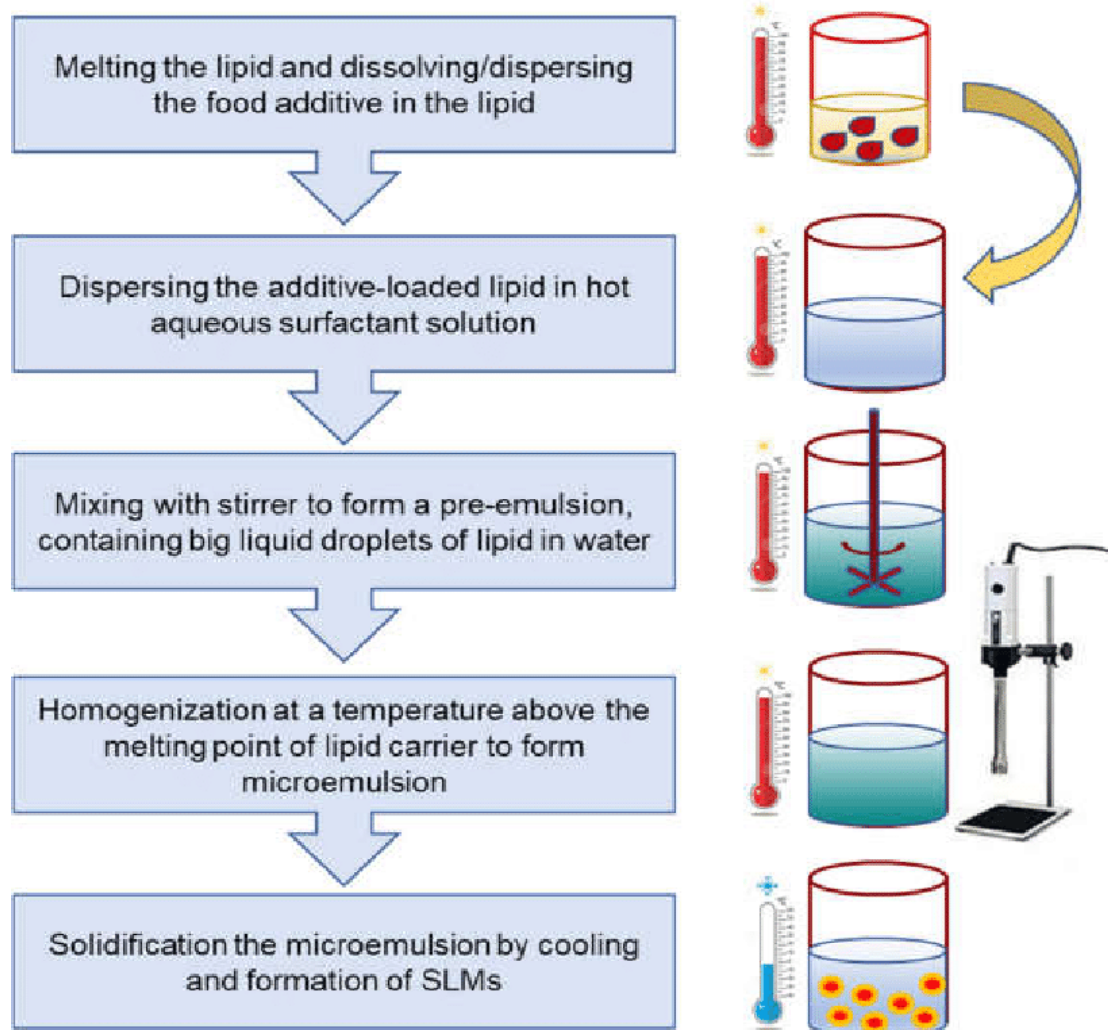 Melting the lipid and dissolving/dispersing
the food additive in the lipid
Dispersing the additive-loaded lipid in hot
aqueous surfactant solution
Mixing with stirrer to form a pre-emulsion,
containing big liquid droplets of lipid in water
Homogenization at a temperature above the
melting point of lipid carrier to form
microemulsion
Solidification the microemulsion by cooling
and formation of SLMs